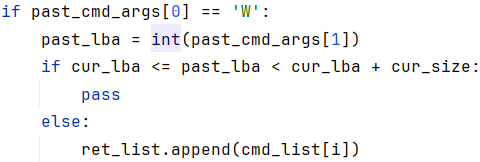 if past_cmd_args[0] == 'W':
    past_lba = int(past_cmd_args[1])
    if cur_lba <= past_lba < cur_lba + cur_size:
        pass
    else:
        ret_list.append(cmd_list[i])